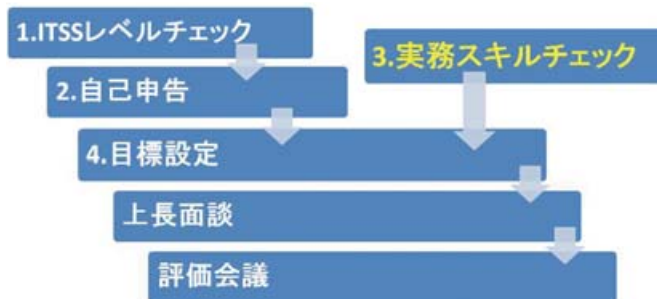 1.ITSSレベルチェック
3.実務スキルチェック
2.自己申告
4.目標設定
上長面談
評価会議